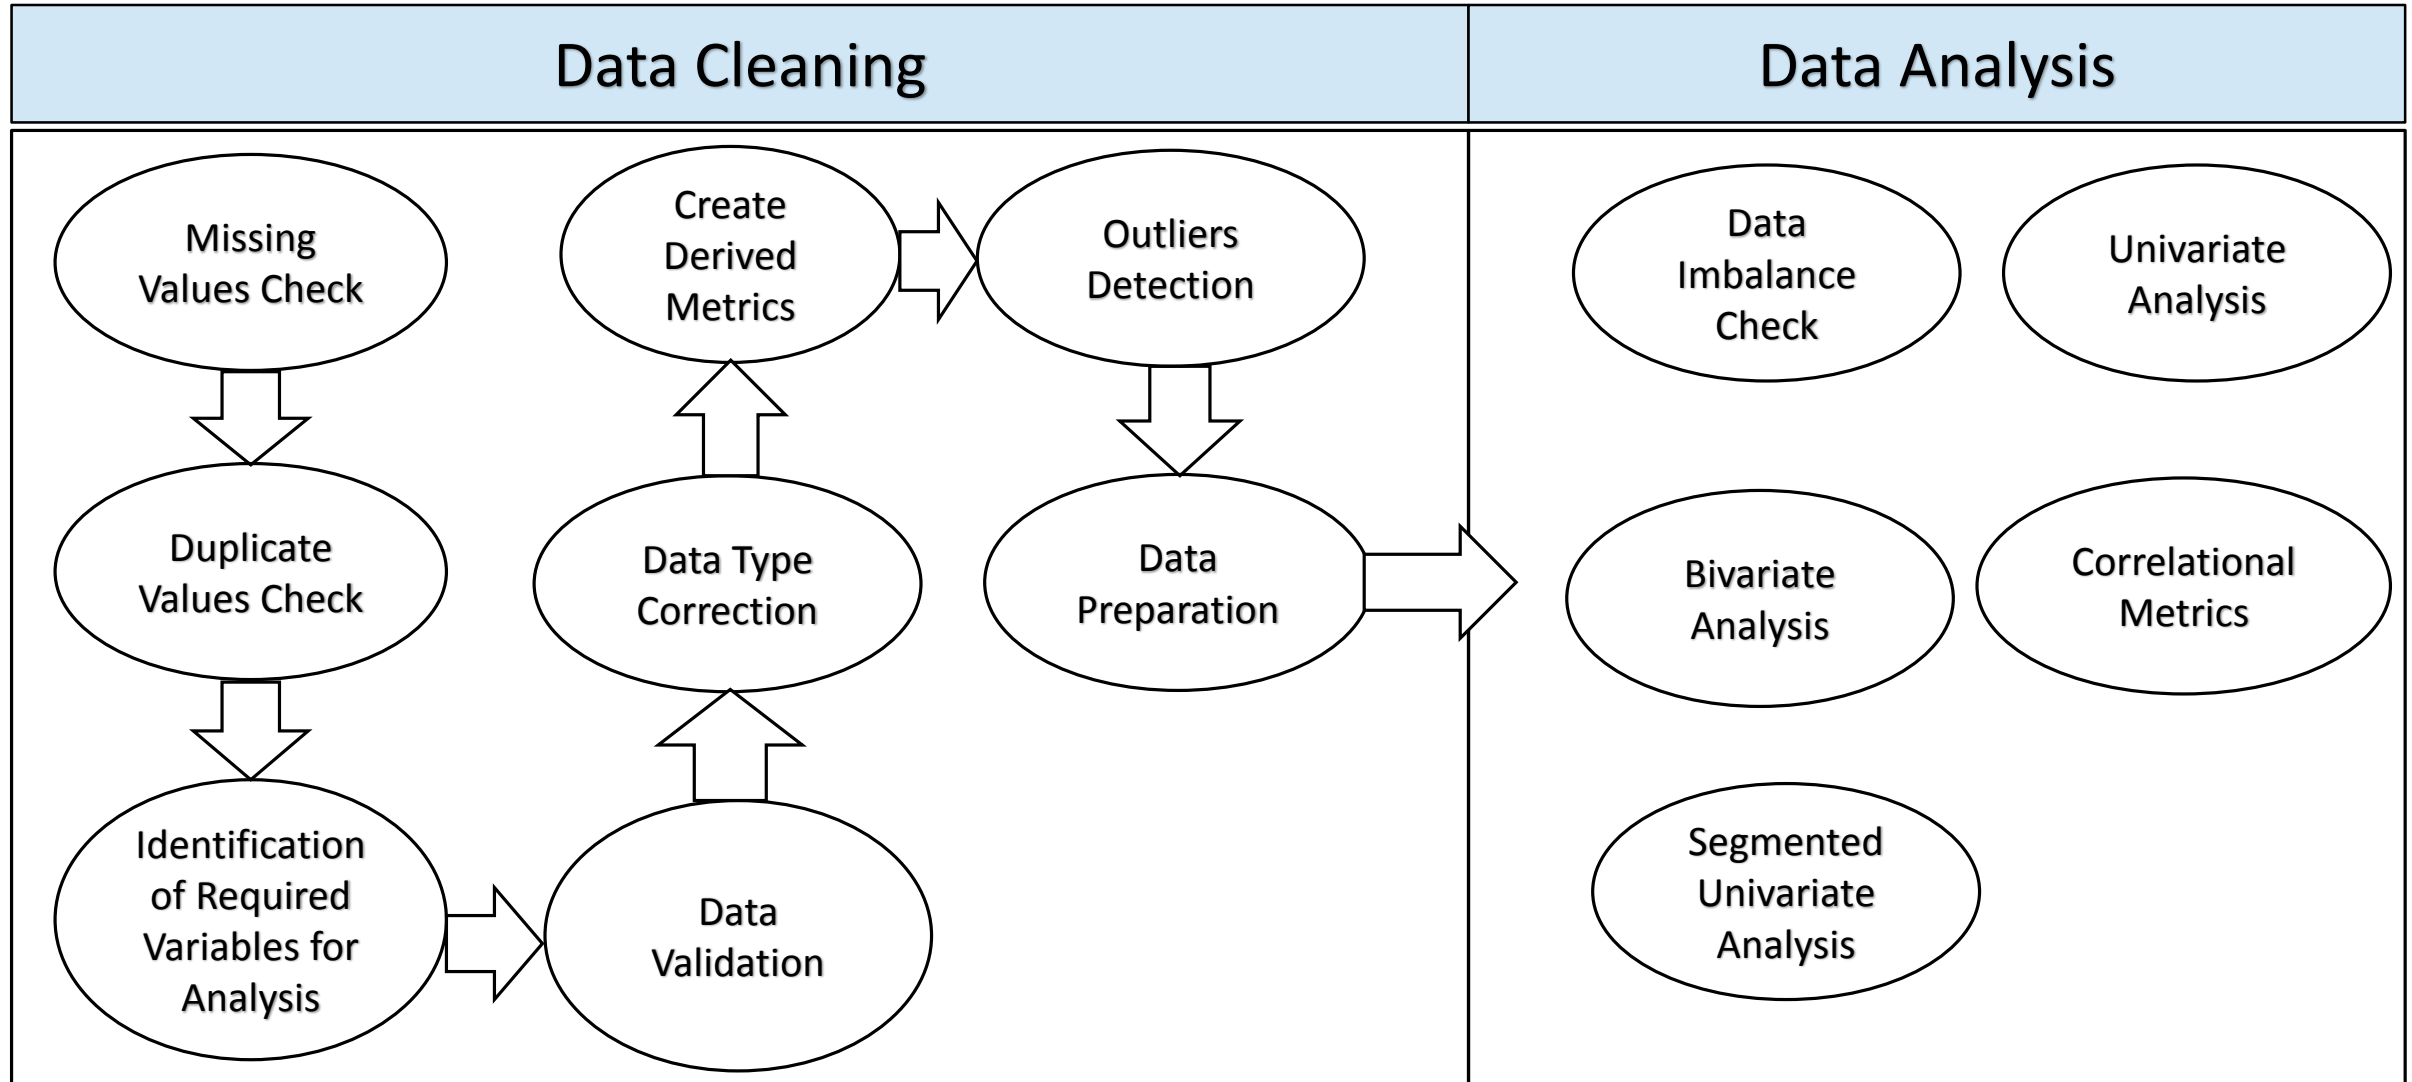 Data Cleaning
Data Analysis
Missing
Values Check
Duplicate
Values Check
Identification
of Required
Variables for
Analysis
Data
Validation
Data Type
Correction
Create
Derived
Metrics
Outliers
Detection
Data
Preparation
Data
Imbalance
Check
Univariate
Analysis
Bivariate
Analysis
Correlational
Metrics
Segmented
Univariate
Analysis